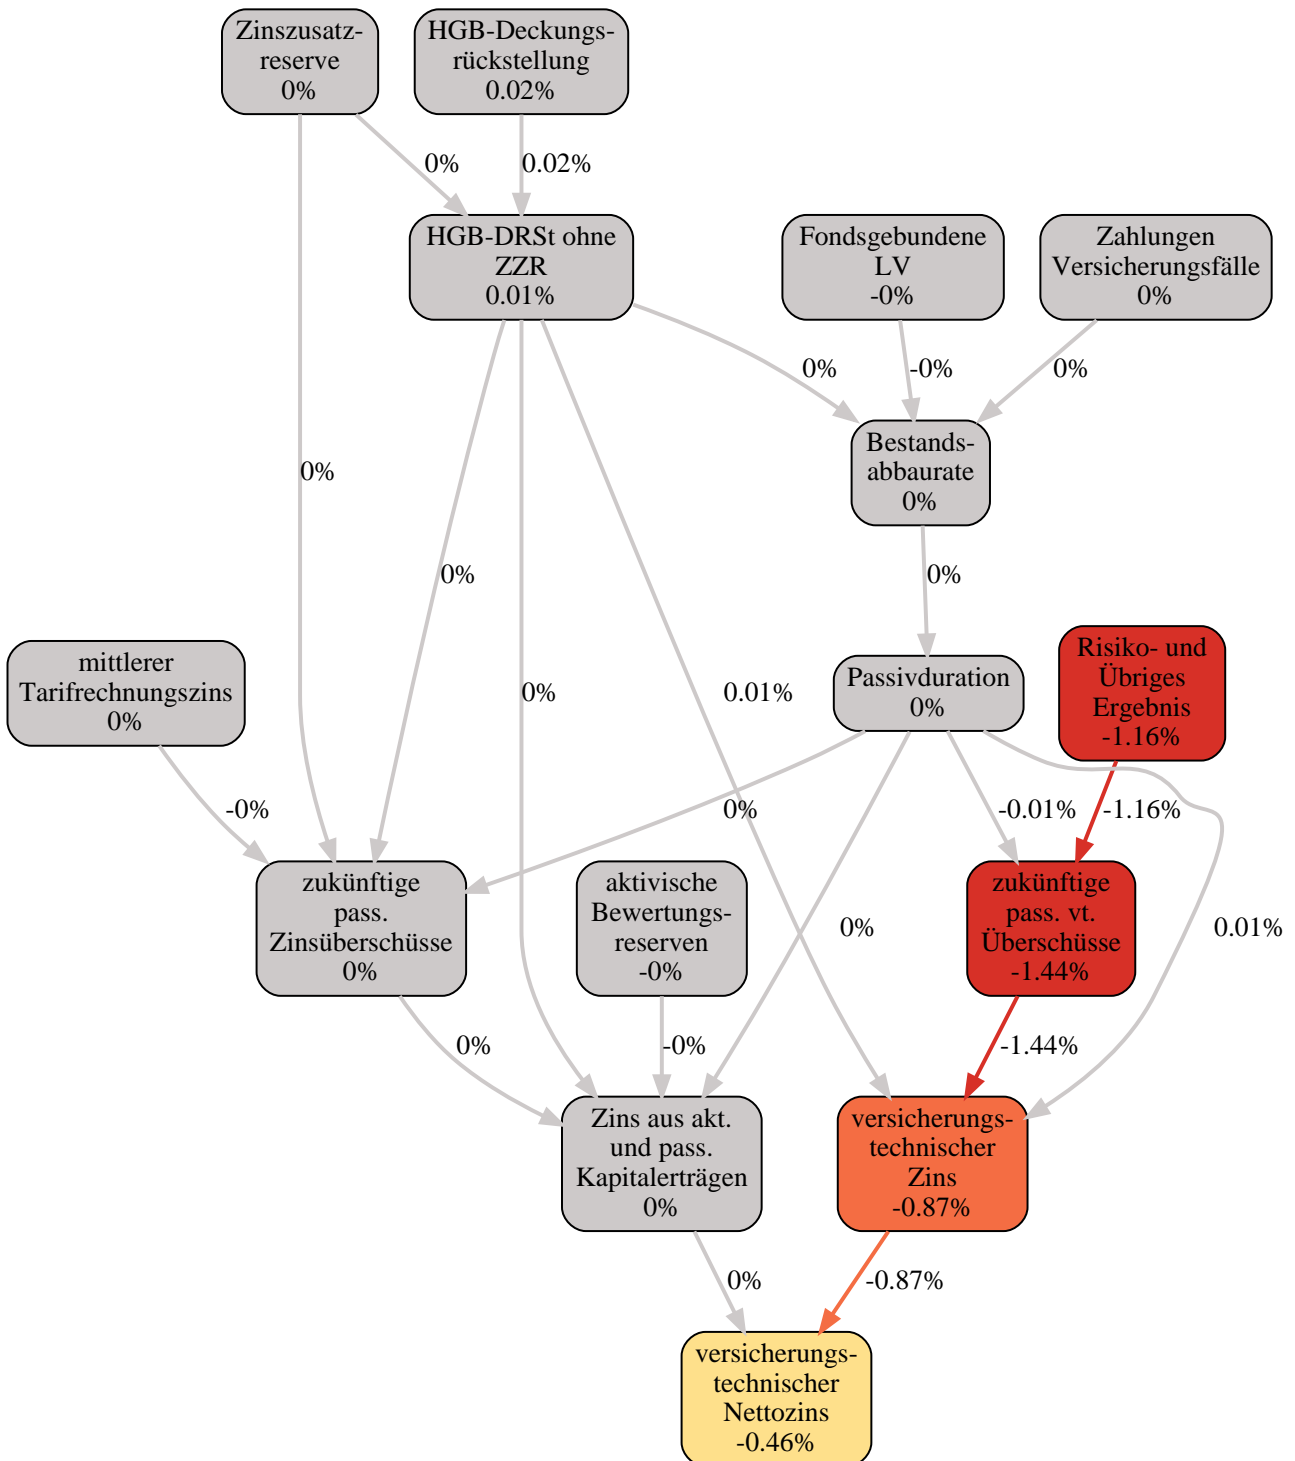 Zinszusatz-
reserve
0%
HGB-Deckungs-
rückstellung
0.02%
0%
0.02%
HGB-DRSt ohne
ZZR
0.01%
Fondsgebundene
LV
-0%
Zahlungen
Versicherungsfälle
0%
0%
-0%
0%
Bestands-
abbaurate
0%
0%
0%
0%
mittlerer
Tarifrechnungszins
0%
0%
0.01%
Passivduration
0%
Risiko- und
Übriges
Ergebnis
-1.16%
-0%
0%
-0.01%
-1.16%
zukünftige
pass.
Zinsüberschüsse
0%
aktivische
Bewertungs-
reserven
-0%
0%
zukünftige
pass. vt.
Überschüsse
-1.44%
0.01%
0%
-0%
-1.44%
Zins aus akt.
und pass.
Kapitalerträgen
0%
versicherungs-
technischer
Zins
-0.87%
0%
-0.87%
versicherungs-
technischer
Nettozins
-0.46%